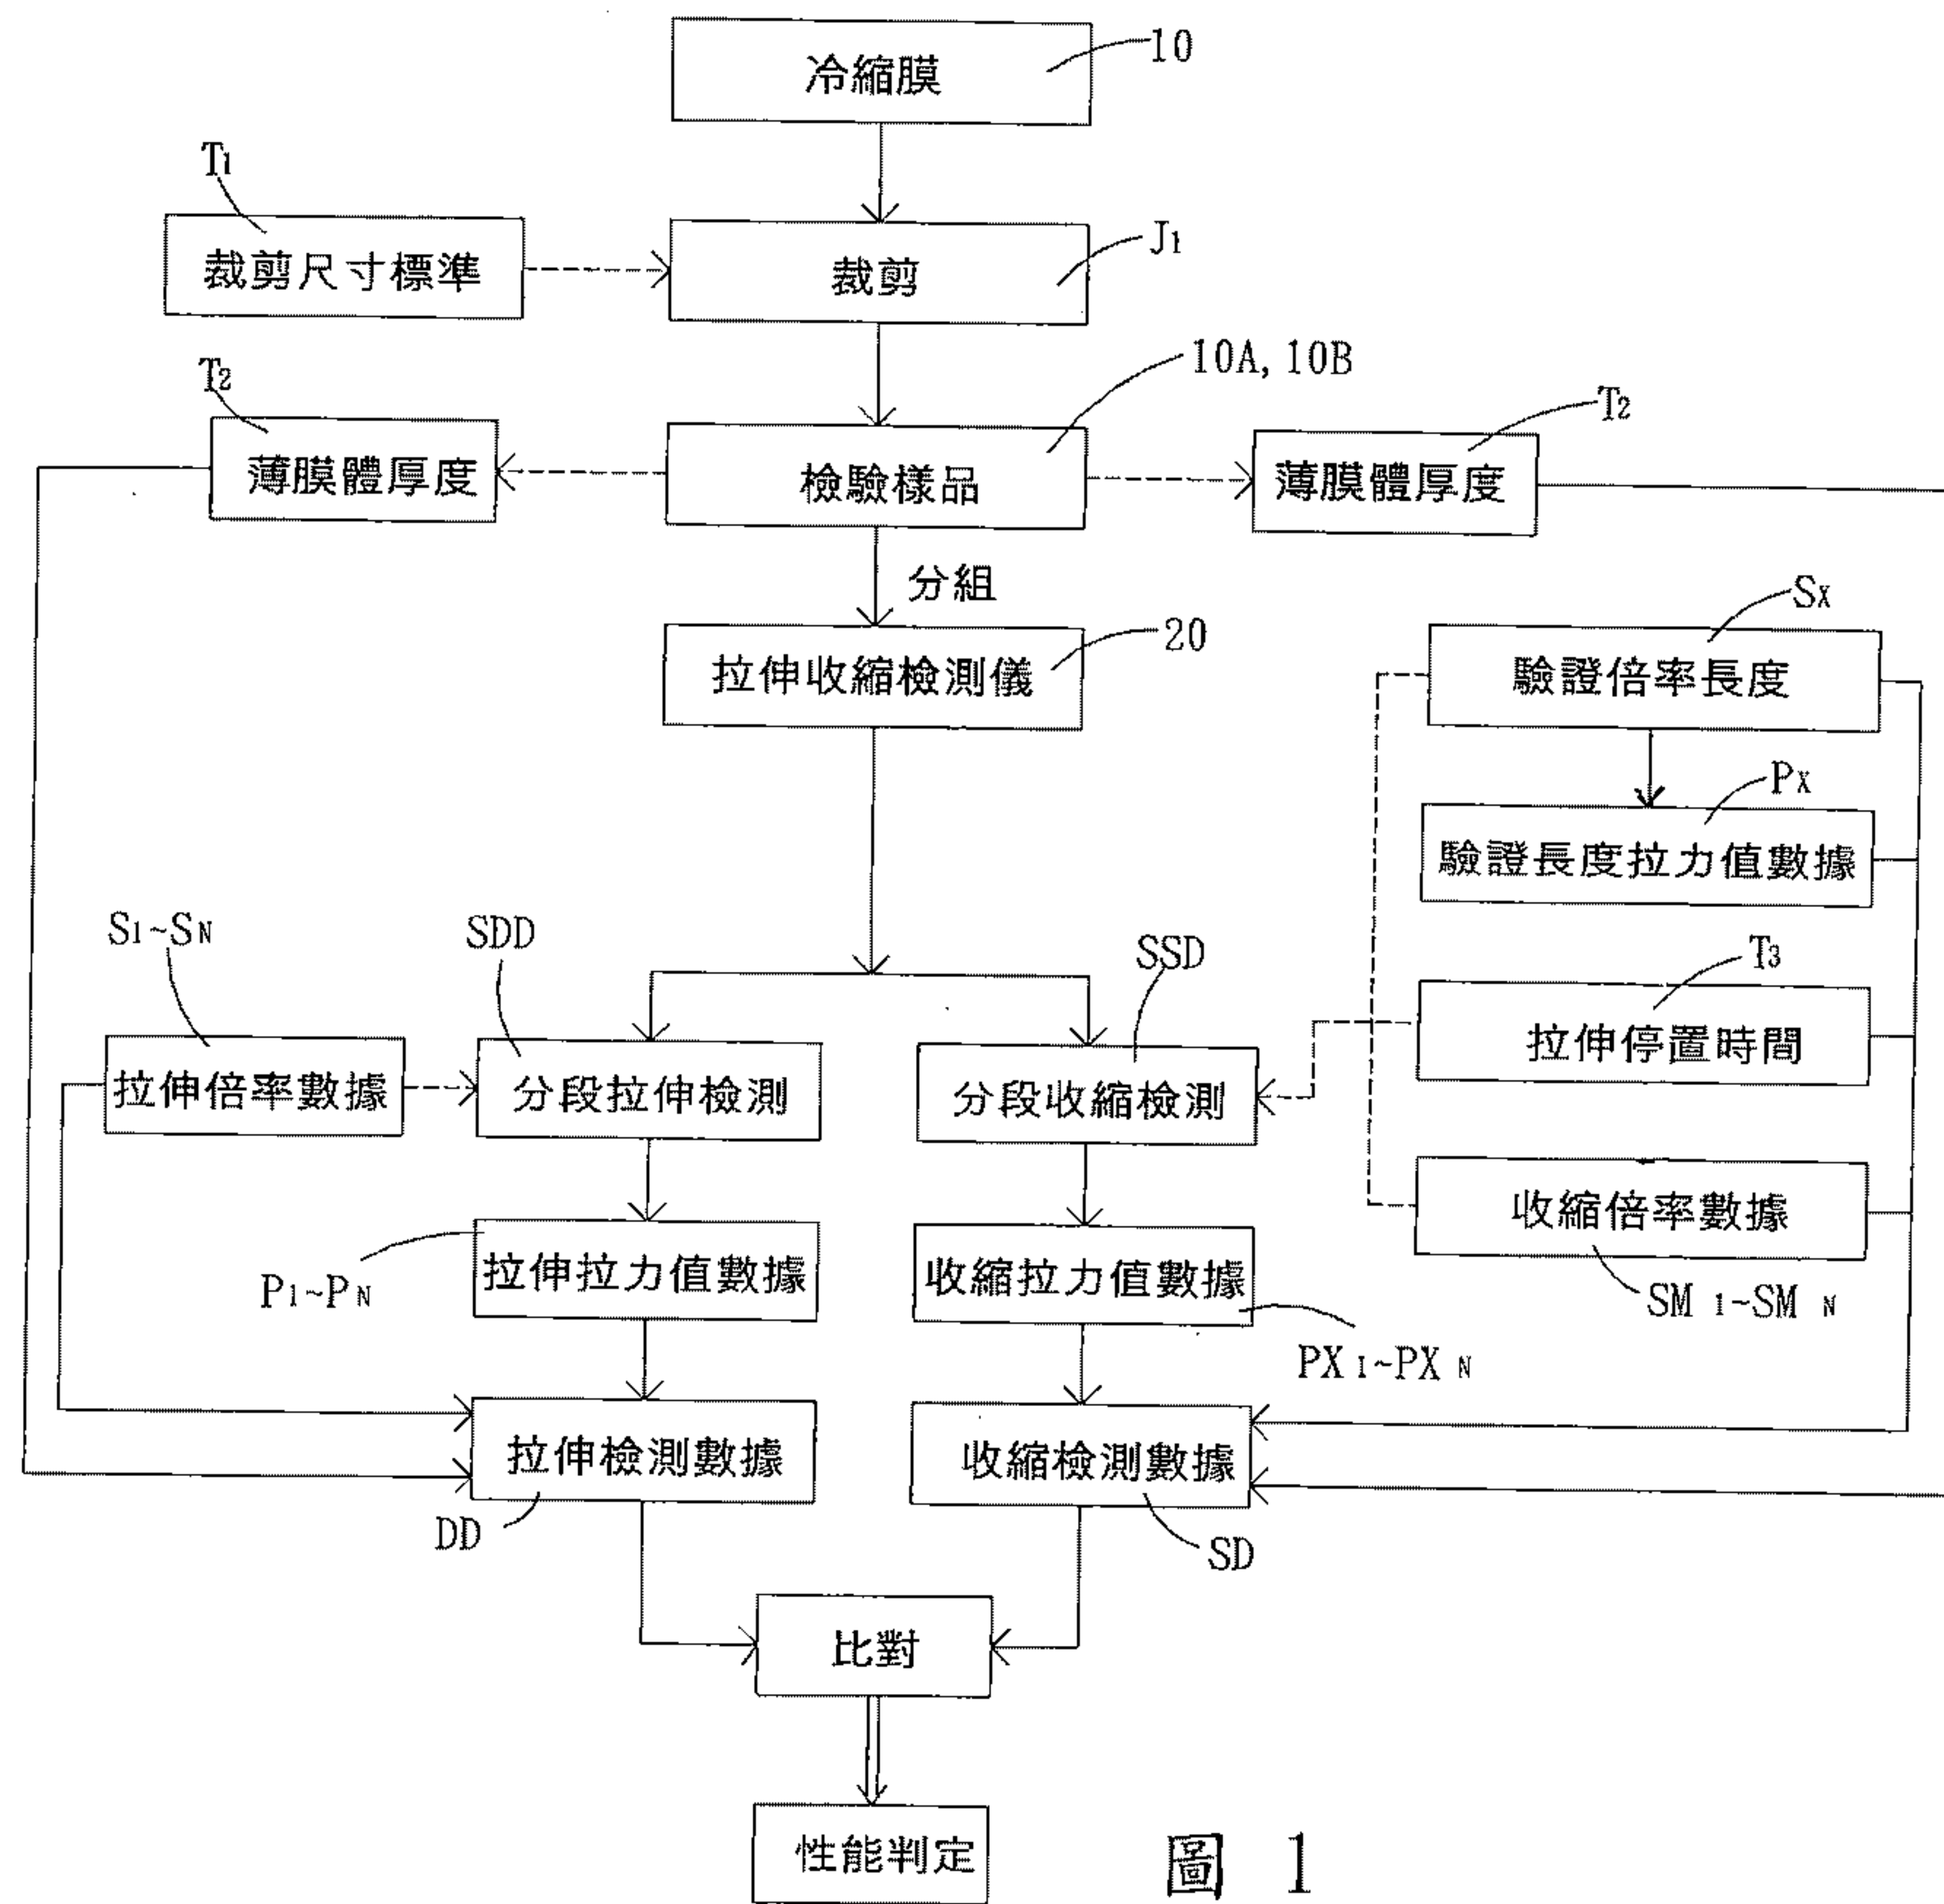 冷縮膜
10
T1
裁剪尺寸標準
裁剪
J1
10A, 10B
T2
薄膜體厚度
檢驗樣品
T2
薄膜體厚度
分組
拉伸收縮檢測儀
20
SX
驗證倍率長度
PX
驗證長度拉力值數據
S1~SN
SDD
SSD
T3
拉伸停置時間
拉伸倍率數據
分段拉伸檢測
分段收縮檢測
收縮倍率數據
SM 1~SM N
P1~PN
拉伸拉力值數據
收縮拉力值數據
PX 1~PX N
拉伸檢測數據
收縮檢測數據
DD
SD
比對
性能判定
圖 1